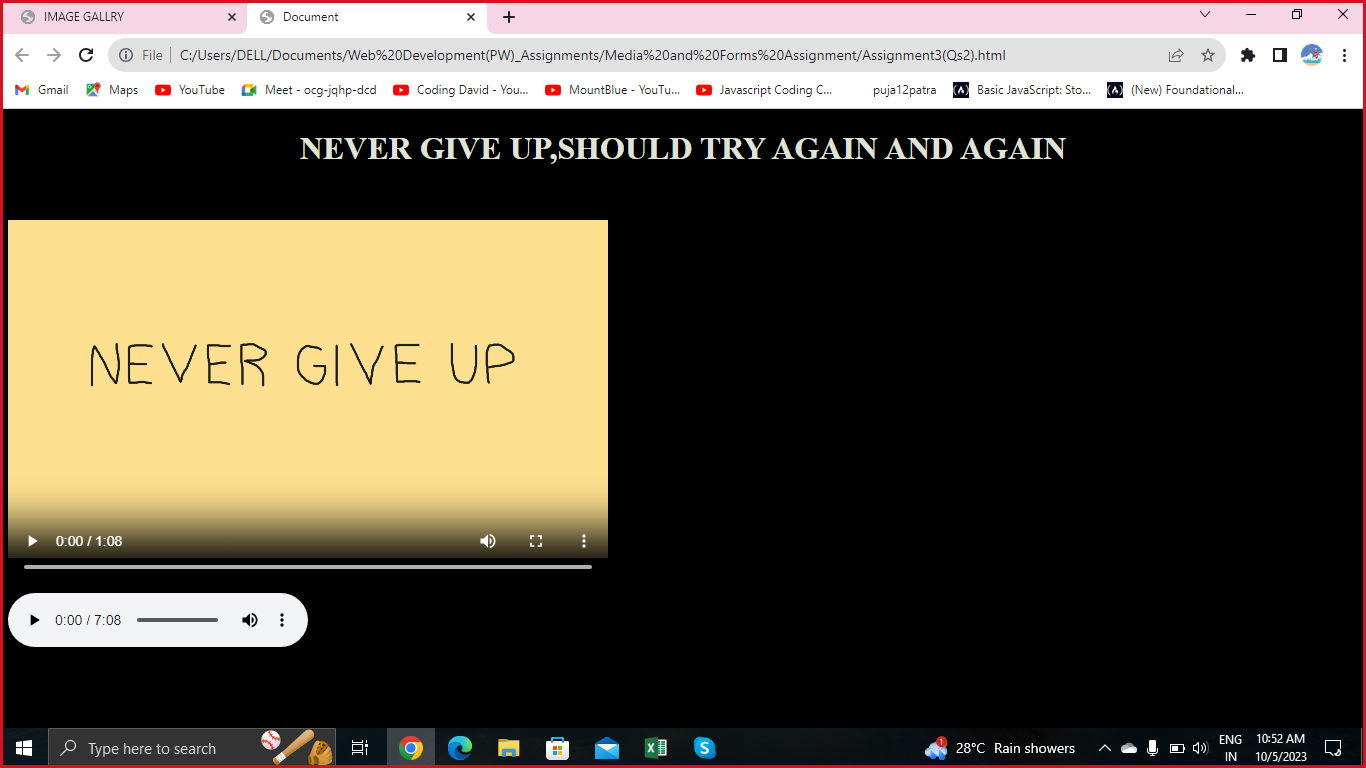 IMAGE GALLRY
Document
File
C:/Users/DELL/Documents/Web%20Development(PW)_Assignments/Media%20and%20Forms%20Assignment/Assignment3(Qs2).html
Gmail
Maps
YouTube
Meet - ocg-jqhp-dcd
Coding David - You...
MountBlue - YouTu...
Javascript Coding C...
puja12patra
Basic JavaScript: Sto...
(New) Foundational...
NEVER GIVE UP,SHOULD TRY AGAIN AND AGAIN
NEVER GIVE UP
0:00 / 1:08
0:00 / 7:08
Type here to search
1
28°C Rain showers
ENG
IN
10:52 AM
10/5/2023